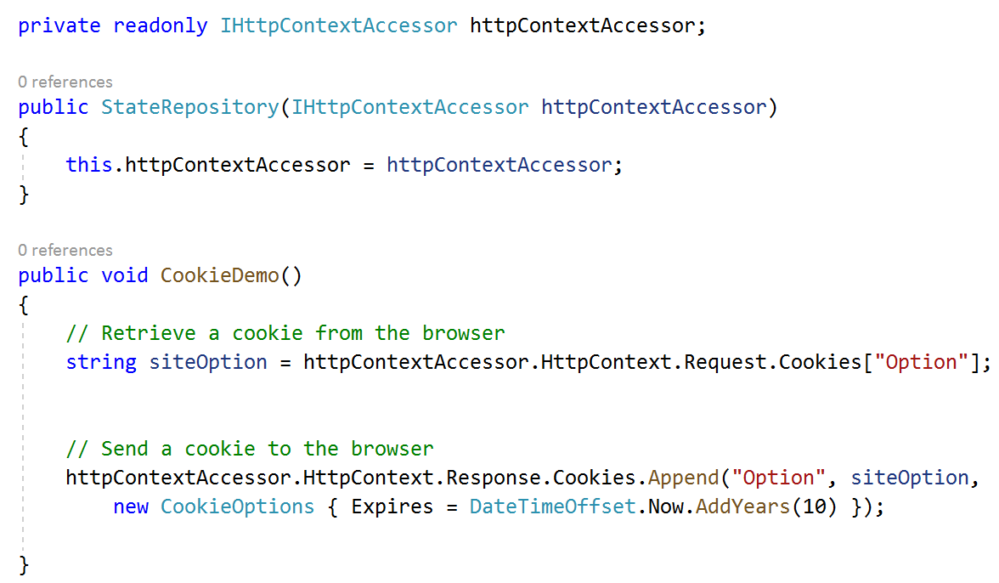 private readonly IHttpContextAccessor httpContextAccessor;
0 references
public StateRepository(IHttpContextAccessor httpContextAccessor)
{
    this.httpContextAccessor = httpContextAccessor;
}
0 references
public void CookieDemo()
{
    // Retrieve a cookie from the browser
    string siteOption = httpContextAccessor.HttpContext.Request.Cookies["Option"];
    // Send a cookie to the browser
    httpContextAccessor.HttpContext.Response.Cookies.Append("Option", siteOption,
        new CookieOptions { Expires = DateTimeOffset.Now.AddYears(10) });
}